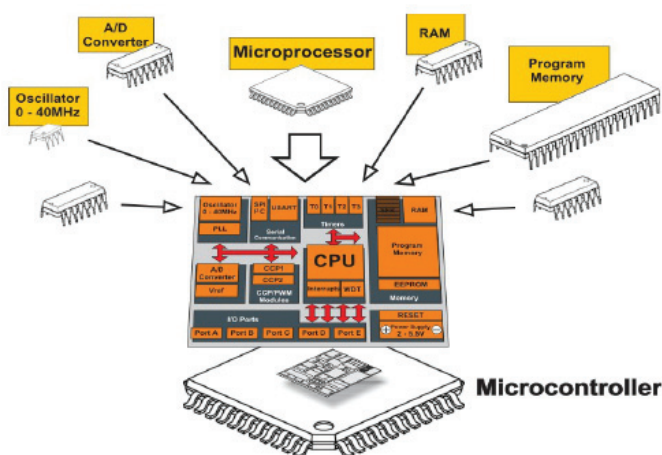 A/D
Converter
Microprocessor
RAM
Program
Memory
Oscillator
0 - 40MHz
Oscillator
0 - 40MHz
PLL
SPI
I²C
USART
Serial
Communication
T0 T1 T2 T3
Timers
RAM
Program
Memory
EEPROM
Memory
A/D
Converter
Vref
CCP1
CCP2
CCP/PWM
Modules
CPU
Interrupts
WDT
I/O Ports
Port A Port B Port C Port D Port E
RESET
Power Supply
2 - 5.5V
Microcontroller